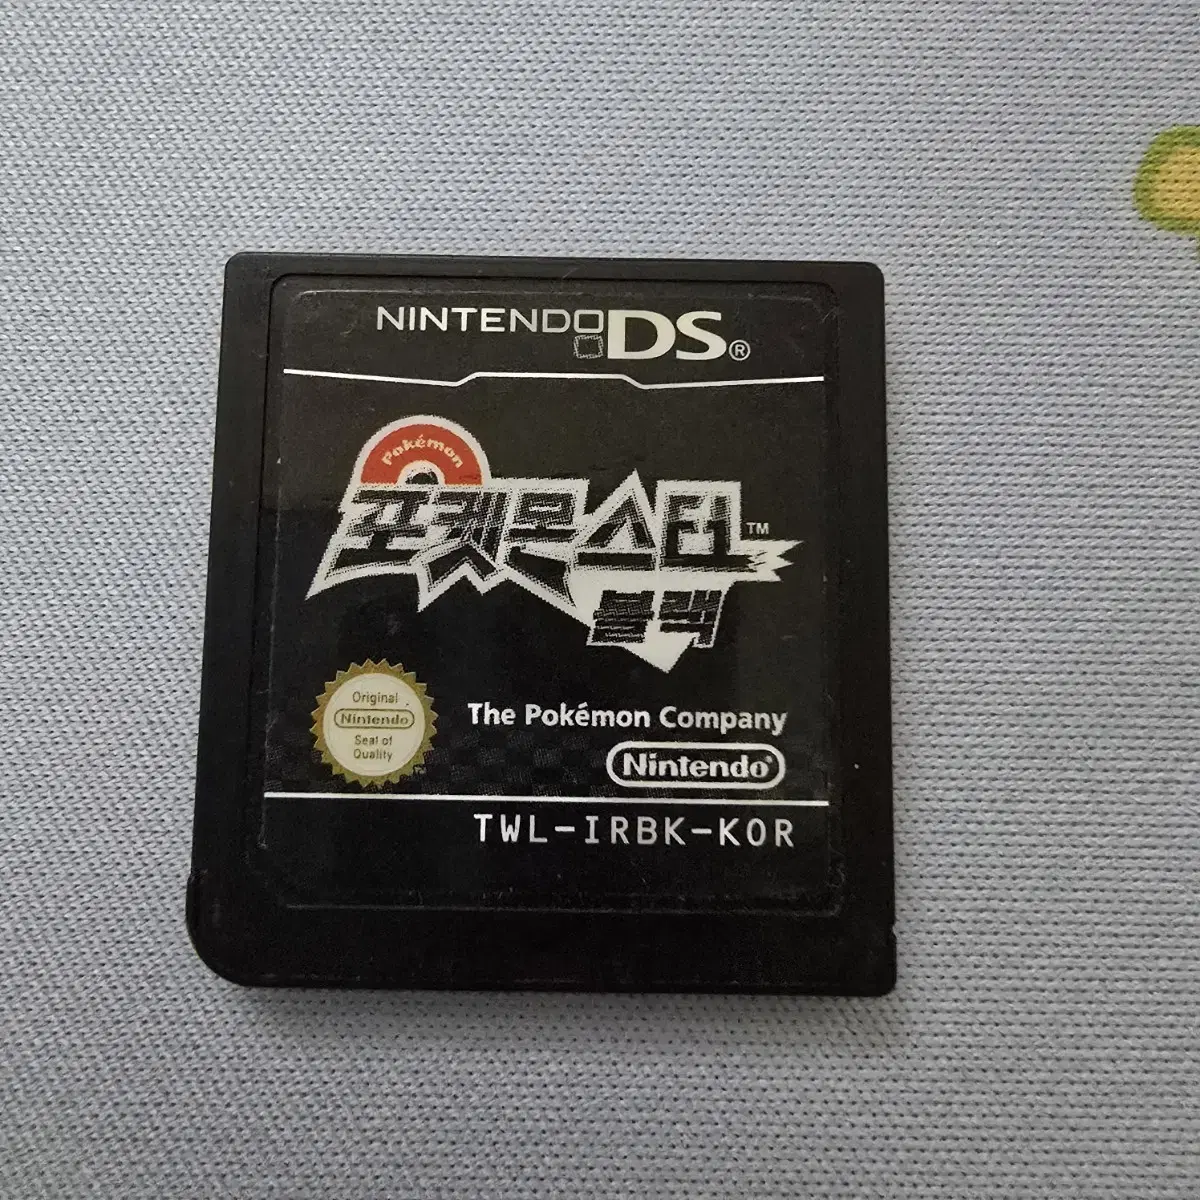 NINTENDO DS®
Pokémon
포켓몬스터™
블랙
Original
Nintendo
Seal of
Quality
The Pokémon Company
Nintendo®
TWL-IRBK-KOR